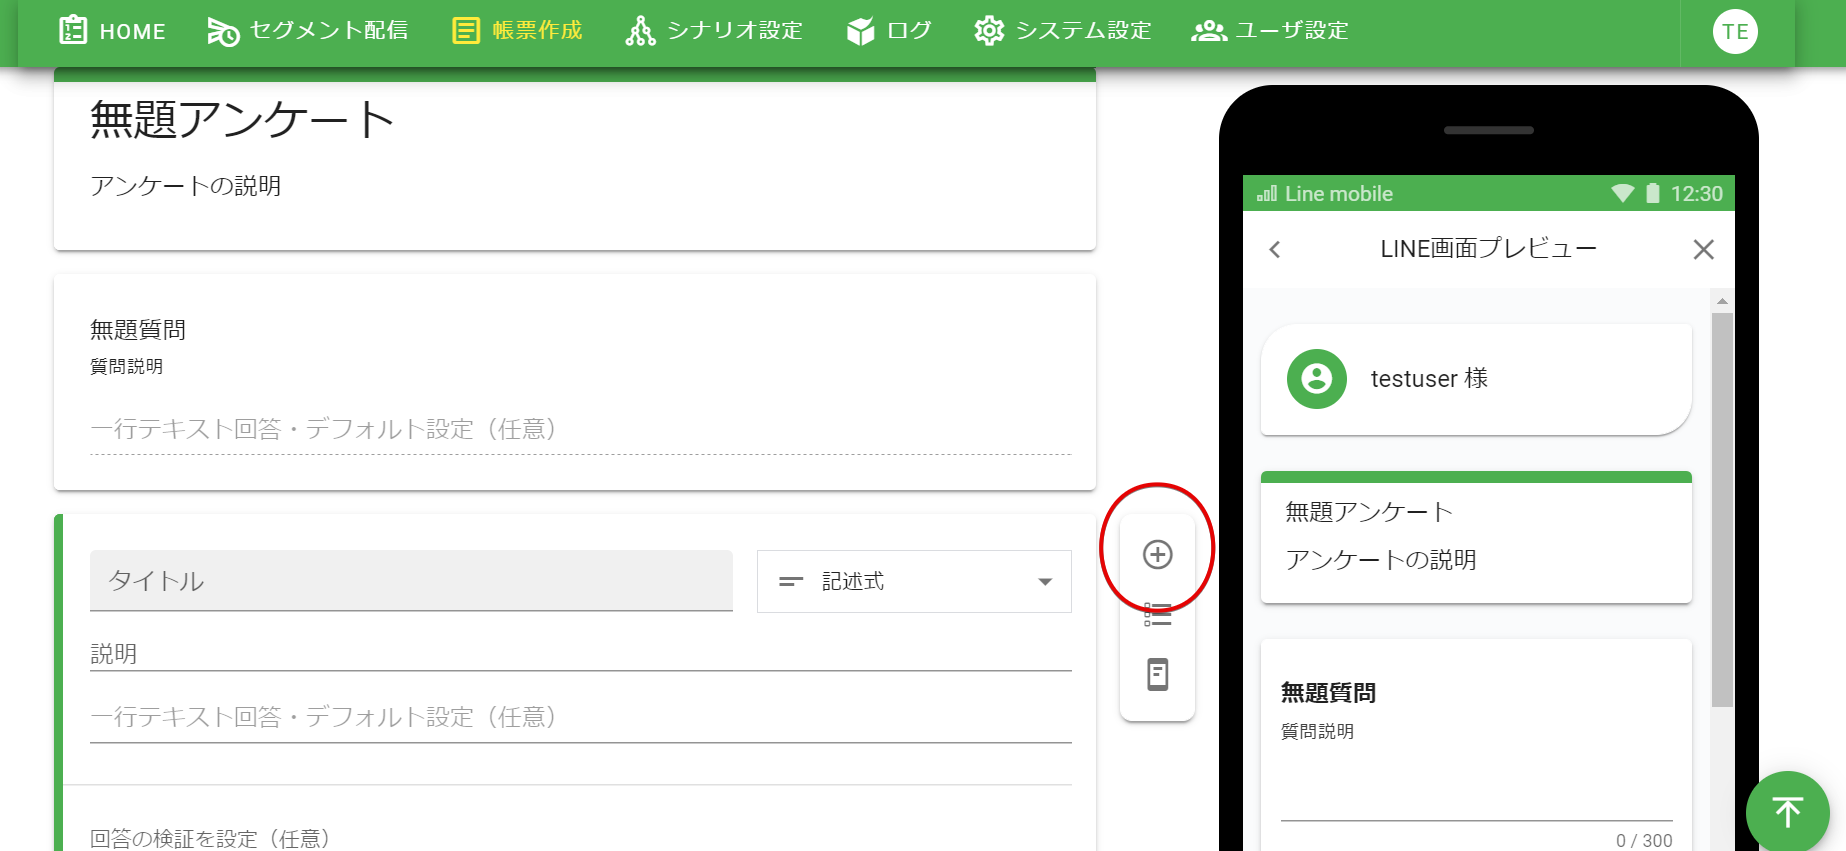 HOME セグメント配信 帳票作成 シナリオ設定 ログ システム設定 ユーザ設定 TE
無題アンケート
アンケートの説明
無題質問
質問説明
一行テキスト回答・デフォルト設定（任意）
タイトル
記述式
説明
一行テキスト回答・デフォルト設定（任意）
回答の検証を設定（任意）
Line mobile 12:30
LINE画面プレビュー
testuser 様
無題アンケート
アンケートの説明
無題質問
質問説明
0 / 300